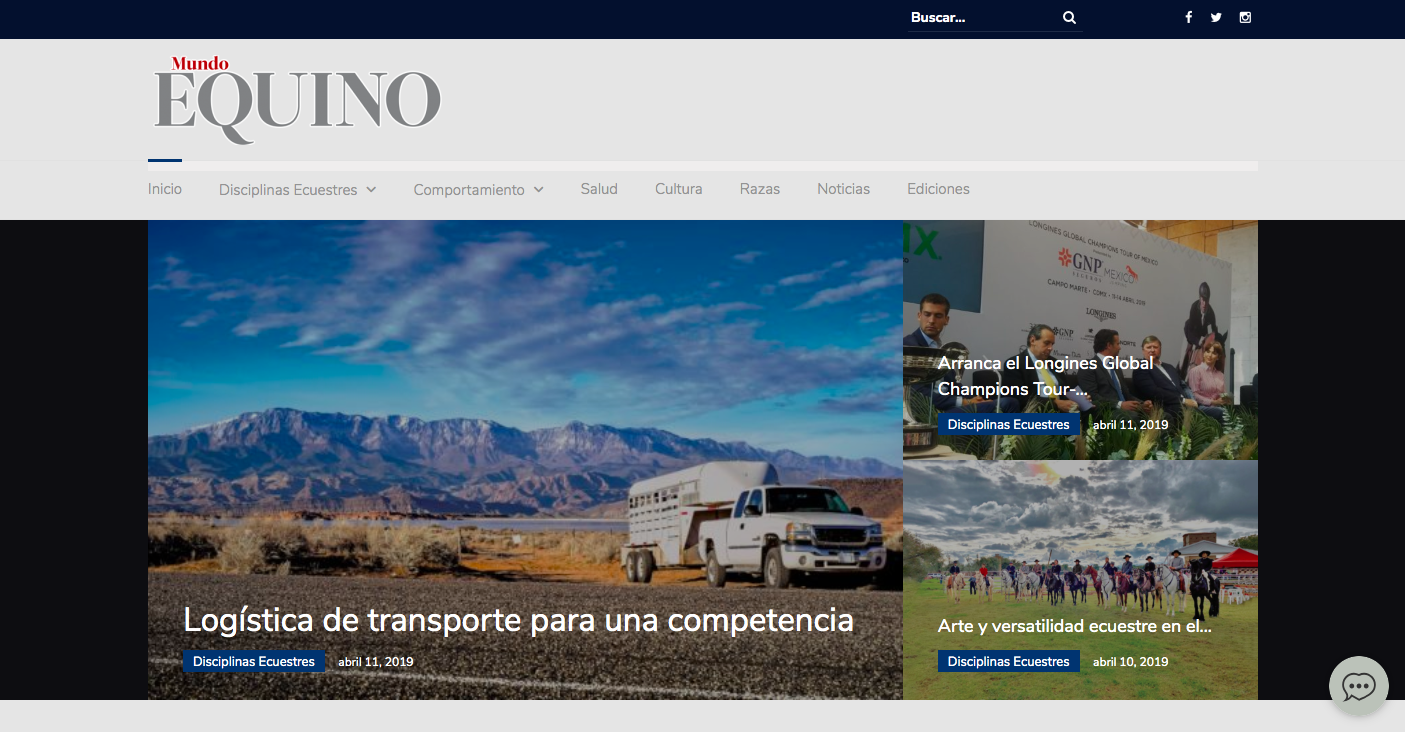 Buscar...
Mundo
EQUINO
Inicio Disciplinas Ecuestres Comportamiento Salud Cultura Razas Noticias Ediciones
LONGINES GLOBAL CHAMPIONS TOUR OF MEXICO
GNP
SEGUROS
MEXICO
CAMPO MARTE · CDMX · 11-14 ABRIL 2019
LONGINES
GNP
Arranca el Longines Global
Champions Tour-...
Disciplinas Ecuestres abril 11, 2019
Logística de transporte para una competencia
Disciplinas Ecuestres abril 11, 2019
Arte y versatilidad ecuestre en el...
Disciplinas Ecuestres abril 10, 2019